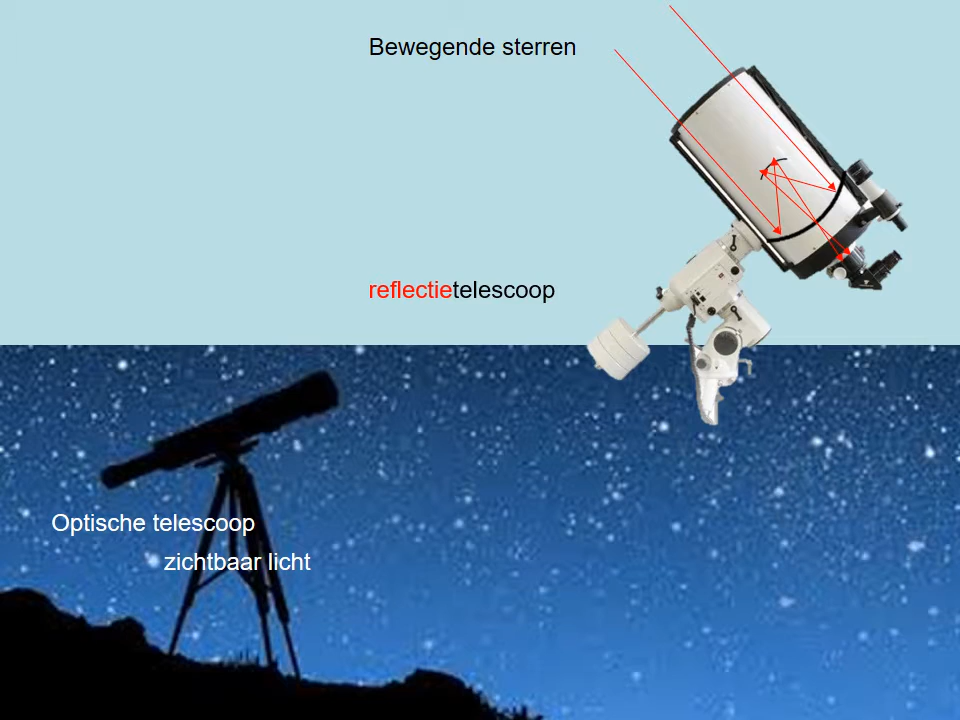 Bewegende sterren
reflectietelescoop
Optische telescoop
zichtbaar licht